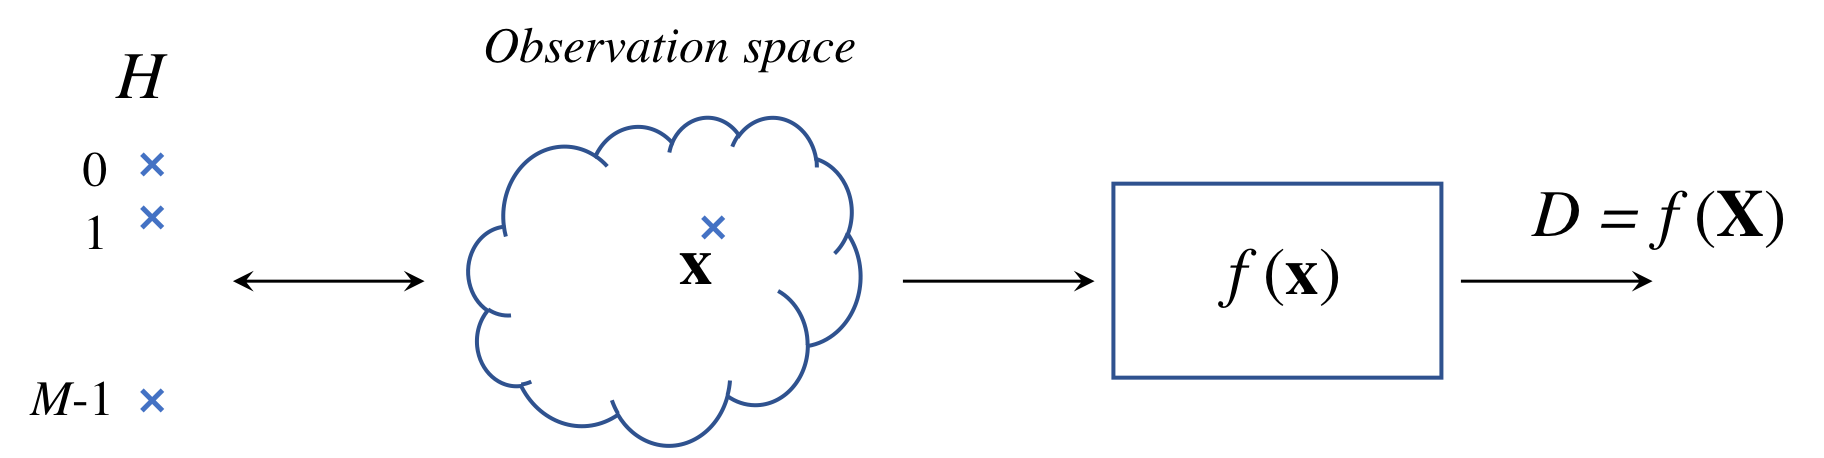 Observation space
H
0
1
M-1
x
f (x)
D = f (X)